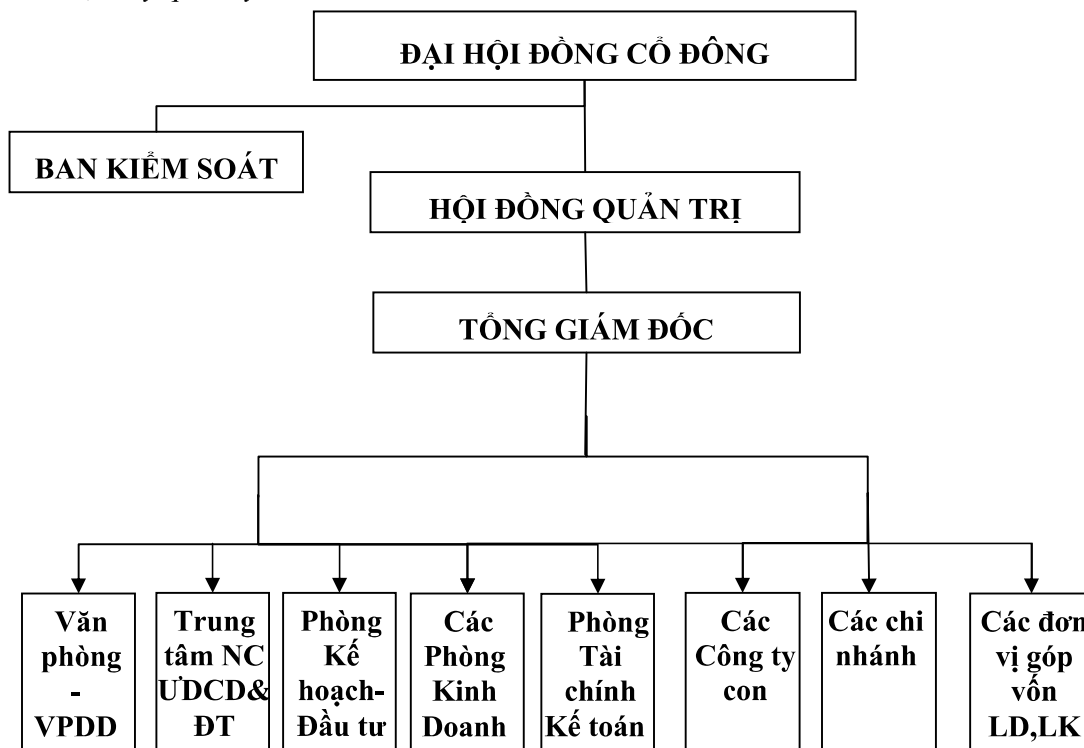 ĐẠI HỘI ĐỒNG CỔ ĐÔNG
BAN KIỂM SOÁT
HỘI ĐỒNG QUẢN TRỊ
TỔNG GIÁM ĐỐC
Văn
phòng
-
VPDD
Trung
tâm NC
ƯDCD&
ĐT
Phòng
Kế
hoạch-
Đầu tư
Các
Phòng
Kinh
Doanh
Phòng
Tài
chính
Kế toán
Các
Công ty
con
Các chi
nhánh
Các đơn
vị góp
vốn
LD,LK